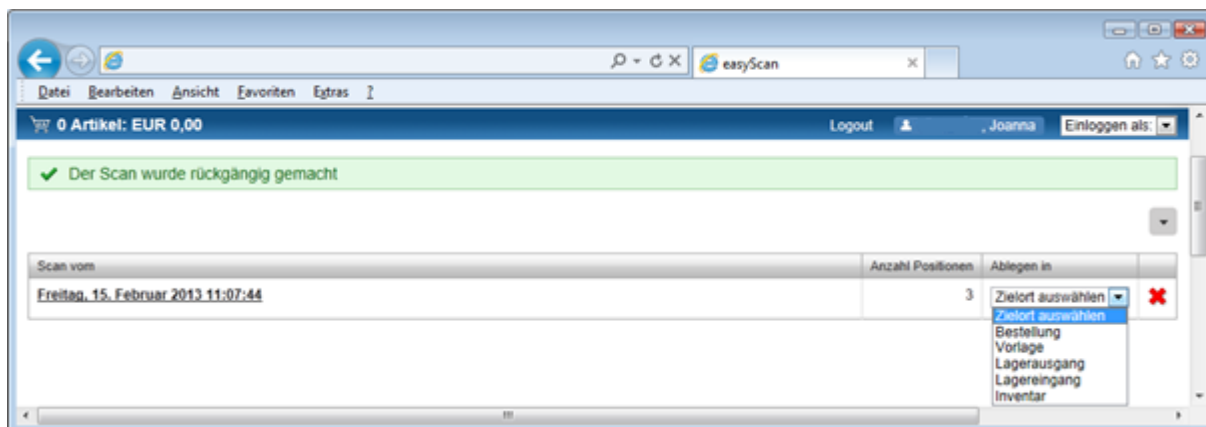 easyScan
Datei Bearbeiten Ansicht Favoriten Extras ?
0 Artikel: EUR 0,00 Logout , Joanna Einloggen als:
Der Scan wurde rückgängig gemacht
Scan vom Anzahl Positionen Ablegen in
Freitag, 15. Februar 2013 11:07:44 3 Zielort auswählen
Zielort auswählen
Bestellung
Vorlage
Lagerausgang
Lagereingang
Inventar